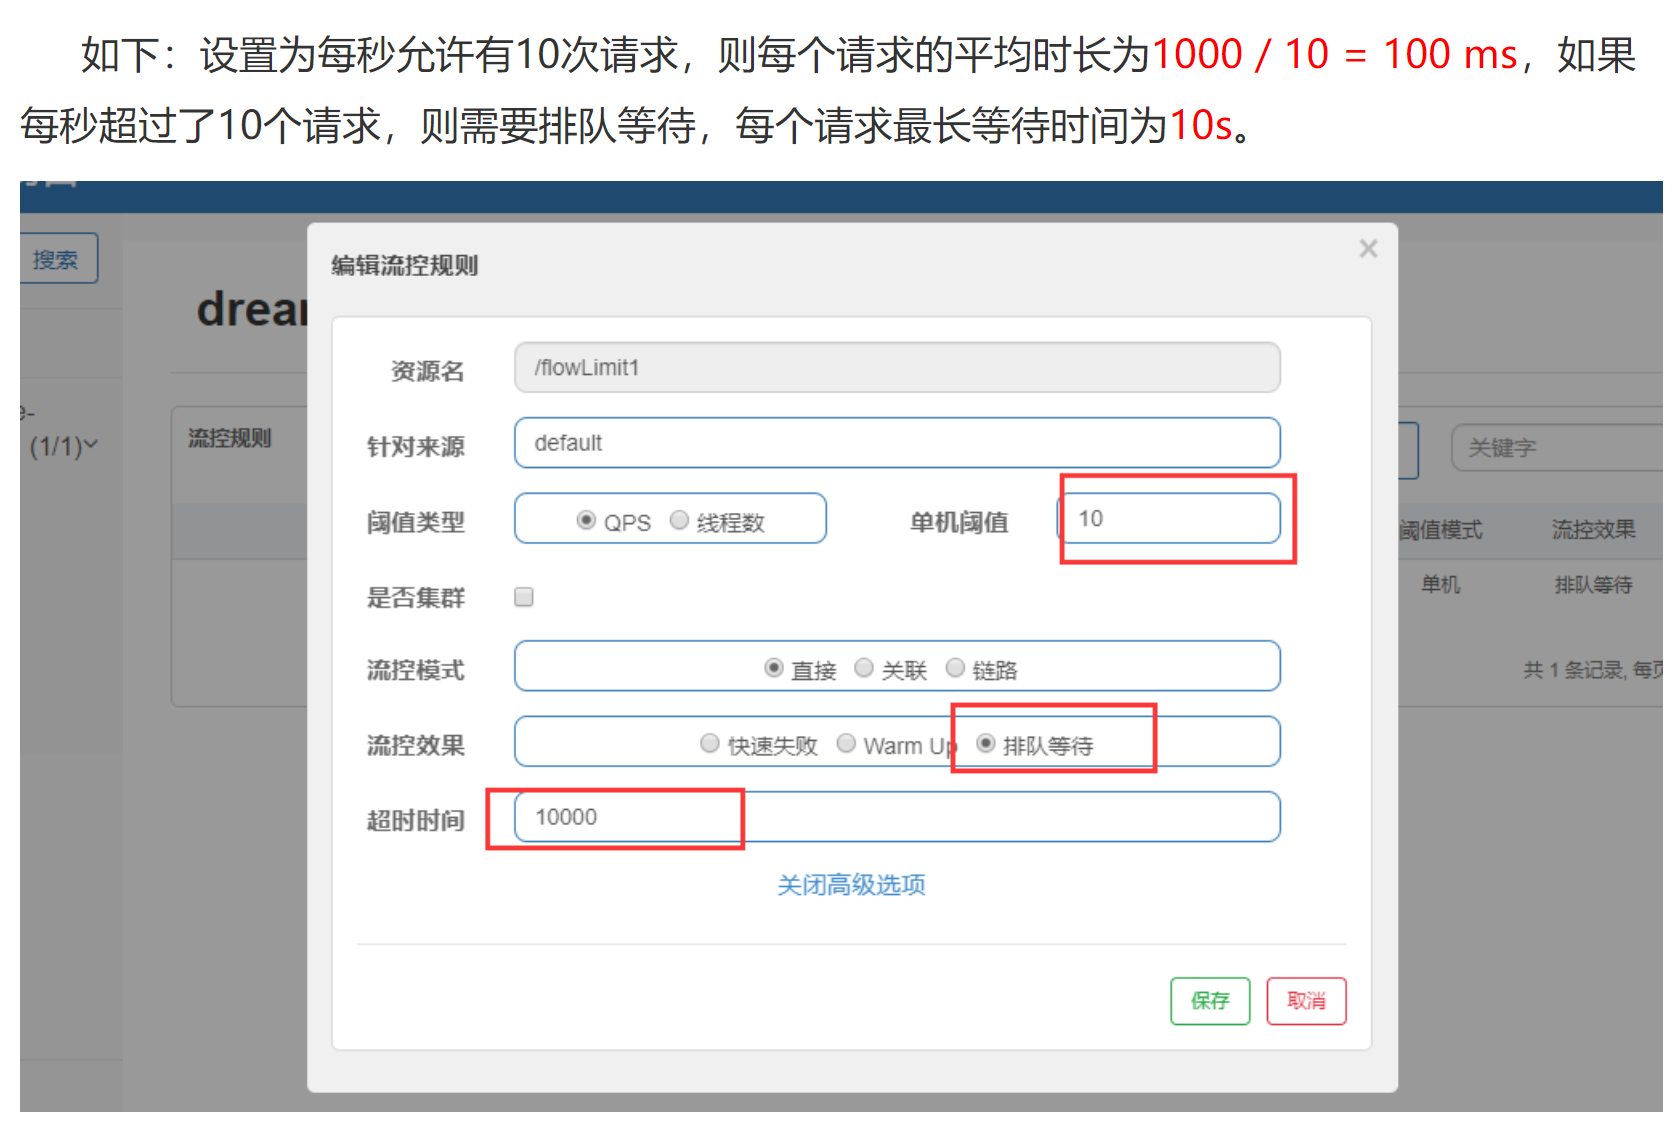 如下：设置为每秒允许有10次请求，则每个请求的平均时长为1000 / 10 = 100 ms，如果
每秒超过了10个请求，则需要排队等待，每个请求最长等待时间为10s。
搜索
编辑流控规则 ×
资源名 /flowLimit1
针对来源 default
(1/1)
流控规则
关键字
阈值类型 QPS 线程数 单机阈值 10
阈值模式 流控效果
是否集群
单机 排队等待
流控模式 直接 关联 链路
共 1 条记录, 每页
流控效果 快速失败 Warm Up 排队等待
超时时间 10000
关闭高级选项
保存 取消